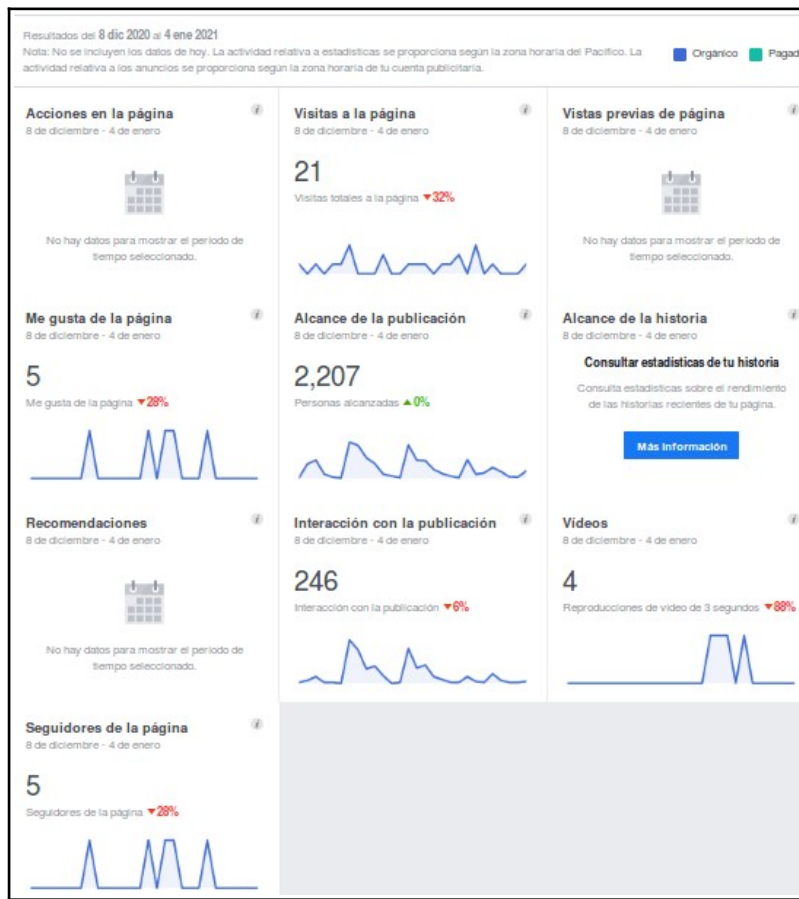 Resultados del 8 dic 2020 al 4 ene 2021
Nota: No se incluyen los datos de hoy. La actividad relativa a estadísticas se proporciona según la zona horaria del Pacífico. La
actividad relativa a los anuncios se proporciona según la zona horaria de tu cuenta publicitaria.
Orgánico Pagad
Acciones en la página
8 de diciembre - 4 de enero
No hay datos para mostrar el periodo de
tiempo seleccionado.
Visitas a la página
8 de diciembre - 4 de enero
21
Visitas totales a la página ▼32%
Vistas previas de página
8 de diciembre - 4 de enero
No hay datos para mostrar el periodo de
tiempo seleccionado.
Me gusta de la página
8 de diciembre - 4 de enero
5
Me gusta de la página ▼28%
Alcance de la publicación
8 de diciembre - 4 de enero
2,207
Personas alcanzadas ▲0%
Alcance de la historia
8 de diciembre - 4 de enero
Consultar estadísticas de tu historia
Consulta estadísticas sobre el rendimiento
de las historias recientes de tu página.
Más información
Recomendaciones
8 de diciembre - 4 de enero
No hay datos para mostrar el periodo de
tiempo seleccionado.
Interacción con la publicación
8 de diciembre - 4 de enero
246
Interacción con la publicación ▼6%
Vídeos
8 de diciembre - 4 de enero
4
Reproducciones de vídeo de 3 segundos ▼88%
Seguidores de la página
8 de diciembre - 4 de enero
5
Seguidores de la página ▼28%